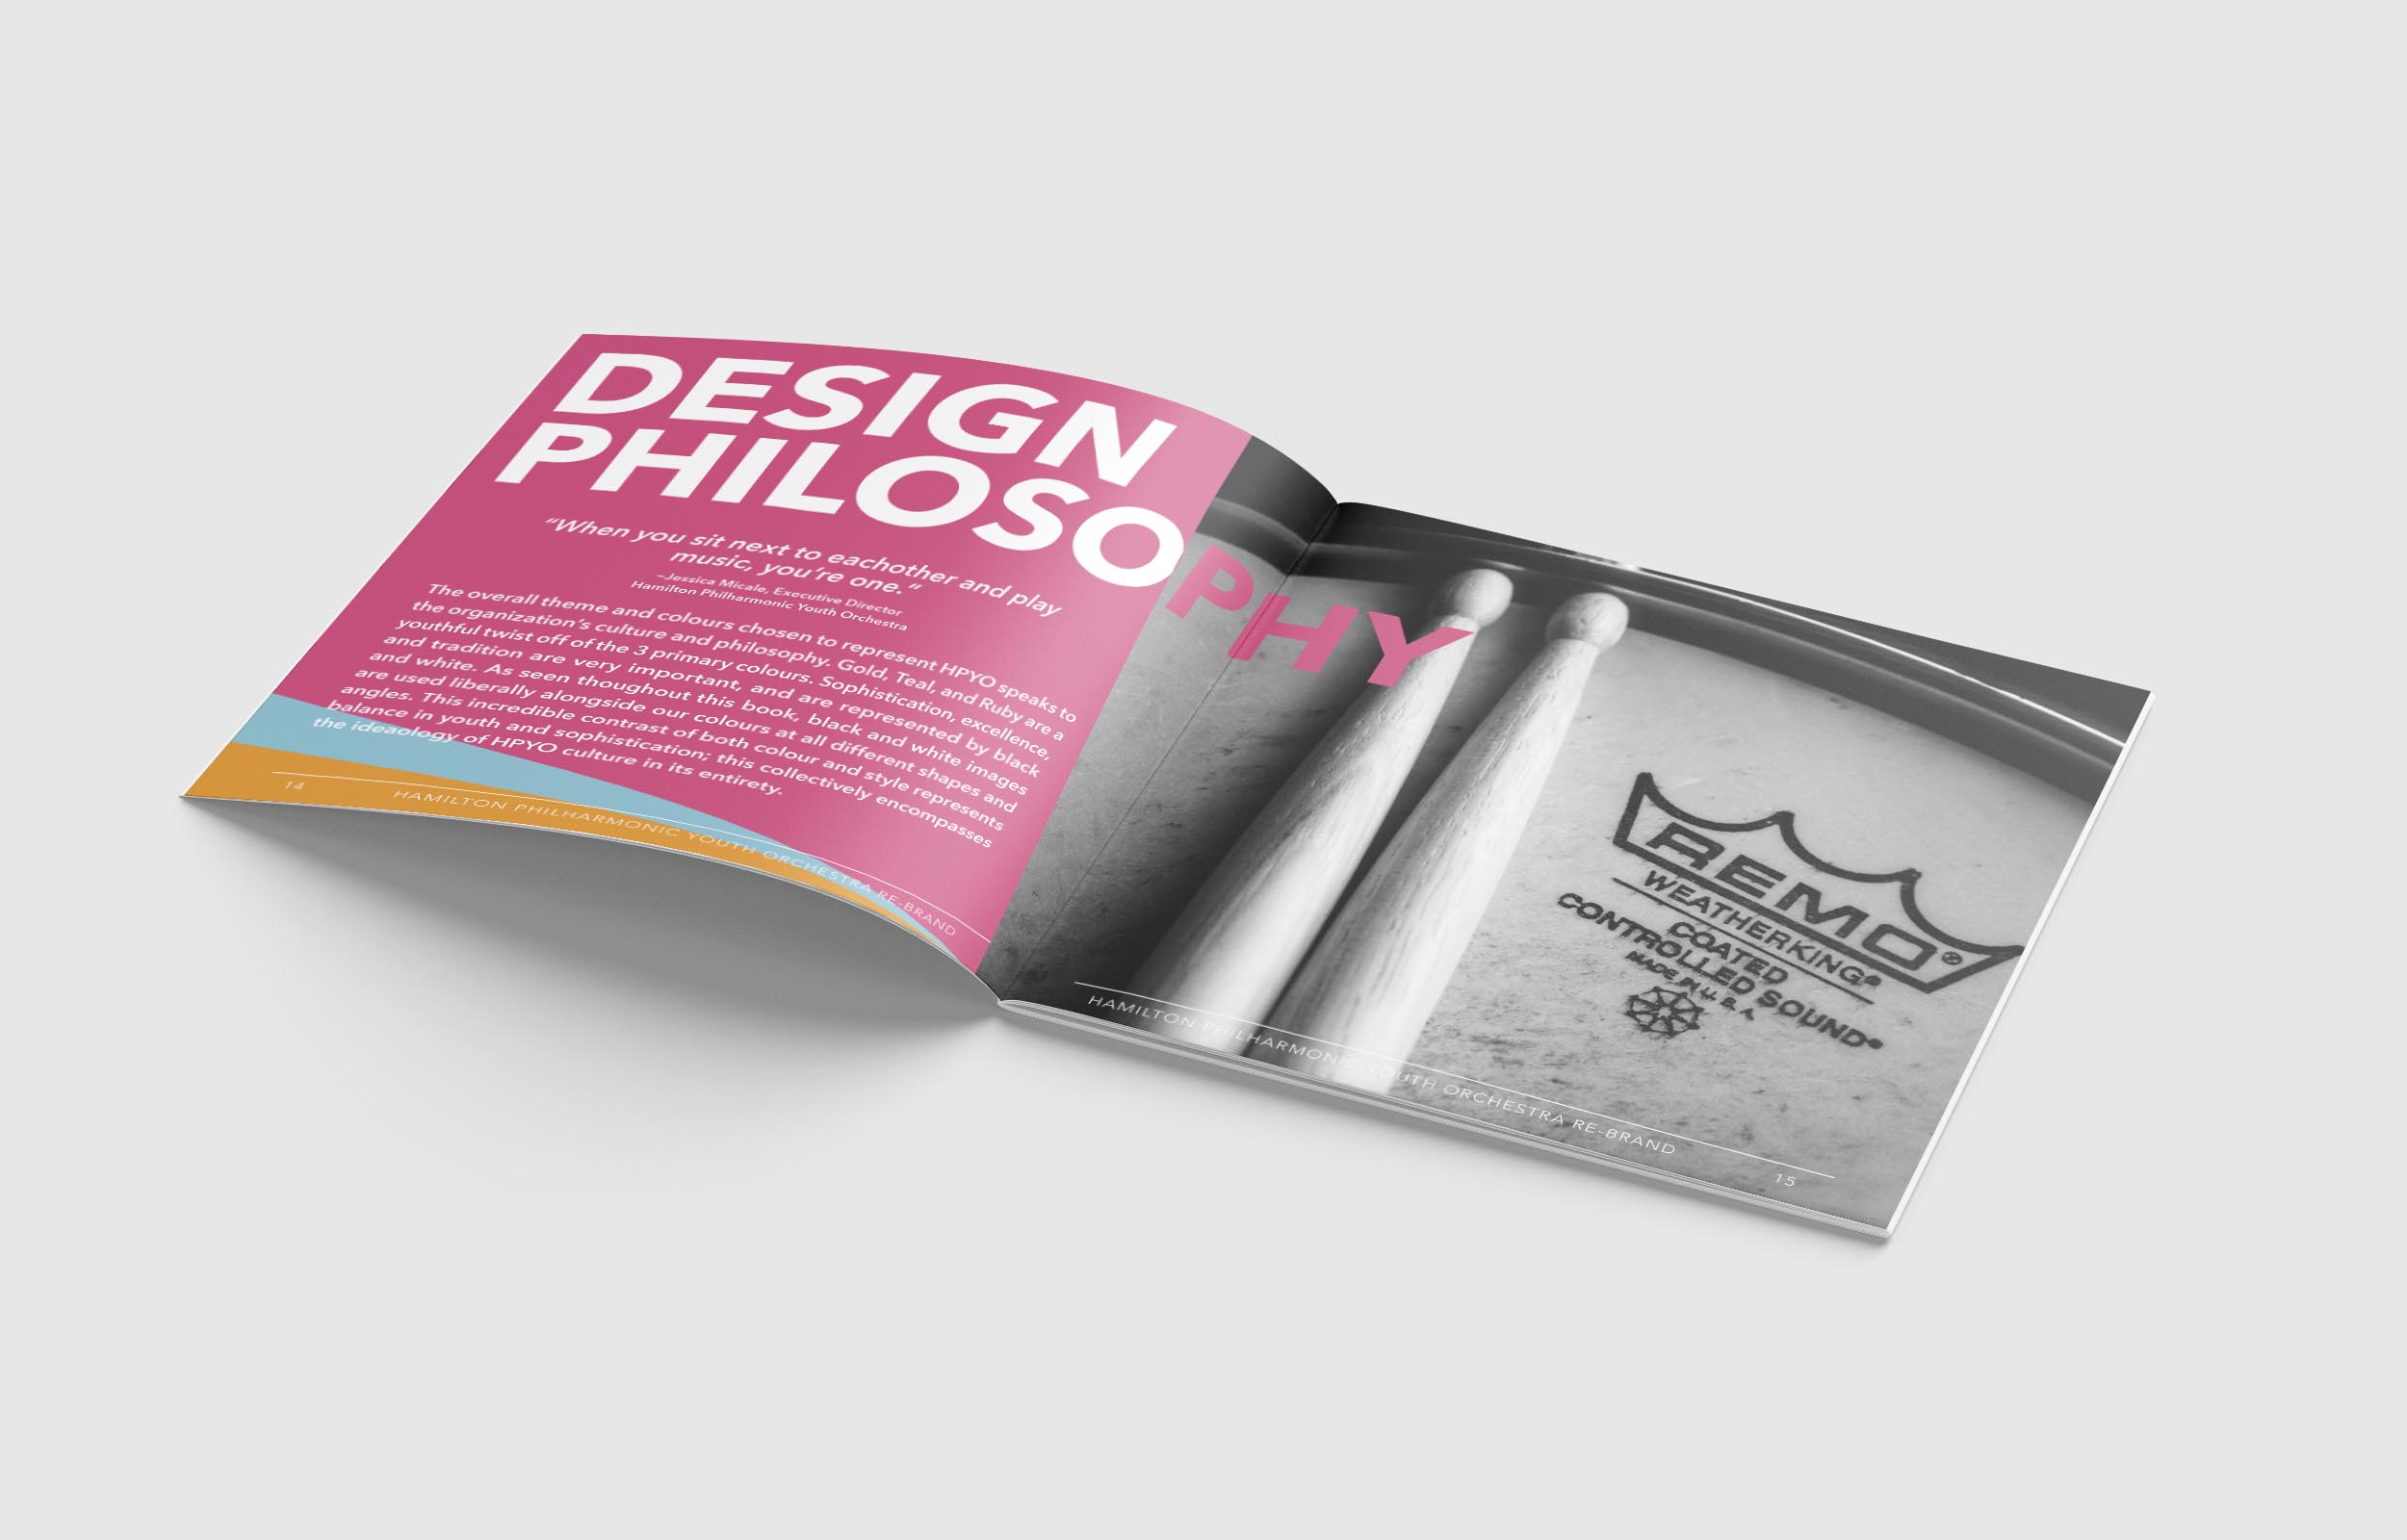 DESIGN
PHILOSOPHY
"When you sit next to eachother and play
music, you're one."
~Jessica Micale, Executive Director
Hamilton Philharmonic Youth Orchestra
The overall theme and colours chosen to represent HPYO speaks to
the organization's culture and philosophy. Gold, Teal, and Ruby are a
youthful twist off of the 3 primary colours. Sophistication, excellence,
and tradition are very important, and are represented by black
and white. As seen thoughout this book, black and white images
are used liberally alongside our colours at all different shapes and
angles. This incredible contrast of both colour and style represents
balance in youth and sophistication; this collectively encompasses
the ideaology of HPYO culture in its entirety.
14
HAMILTON PHILHARMONIC YOUTH ORCHESTRA RE-BRAND
REMO®
WEATHERKING®
COATED
CONTROLLED SOUND®
MADE IN U.S.A.
HAMILTON PHILHARMONIC YOUTH ORCHESTRA RE-BRAND
15